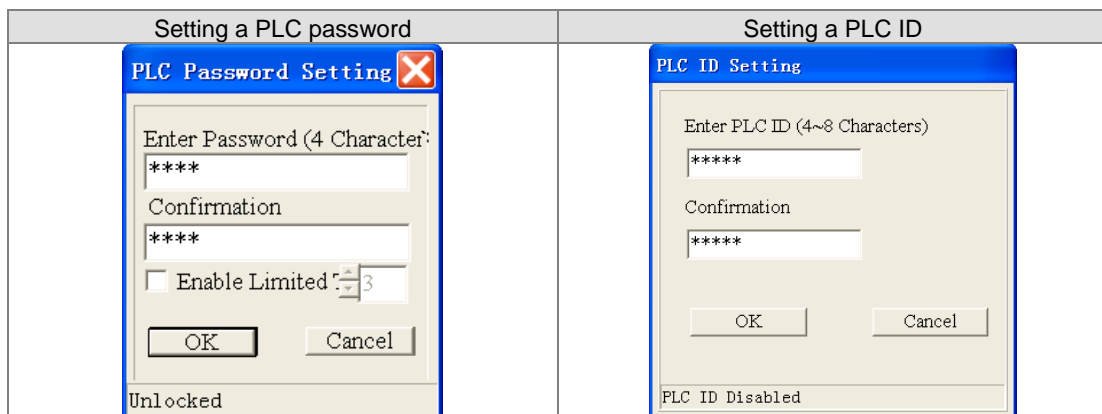 Setting a PLC password
PLC Password Setting
Enter Password (4 Character
****
Confirmation
****
Enable Limited
3
OK Cancel
Unlocked
Setting a PLC ID
PLC ID Setting
Enter PLC ID (4~8 Characters)
*****
Confirmation
*****
OK Cancel
PLC ID Disabled